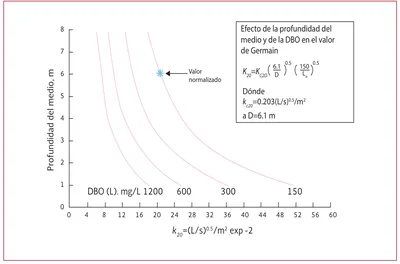 Efecto de la profundidad del
medio y de la DBO en el valor
de Germain
K20=KC20 (6.1/D)^0.5 (150/Lo)^0.5
Dónde
k,20=0.203(L/s)^0.5/m²
a D=6.1 m
Valor
normalizado
Profundidad del medio, m
8
7
6
5
4
3
2
1
0
DBO (L). mg/L 1200 600 300 150
0 4 8 12 16 20 24 28 32 36 40 44 48 52 56 60
k20=(L/s)^0.5/m² exp -2